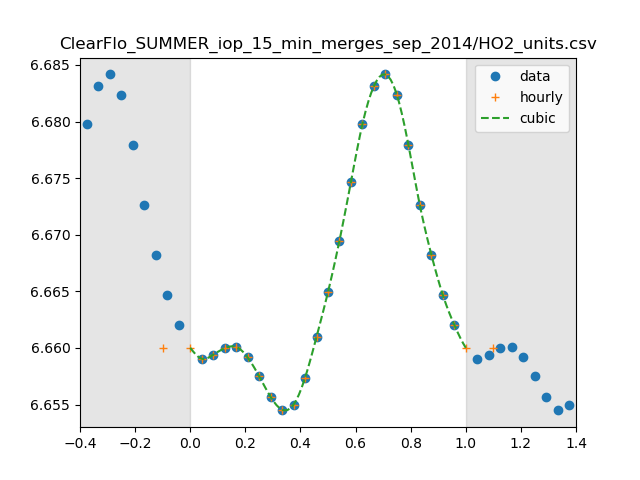 ClearFlo_SUMMER_iop_15_min_merges_sep_2014/HO2_units.csv
6.685
6.680
6.675
6.670
6.665
6.660
6.655
data
hourly
cubic
−0.4 −0.2 0.0 0.2 0.4 0.6 0.8 1.0 1.2 1.4